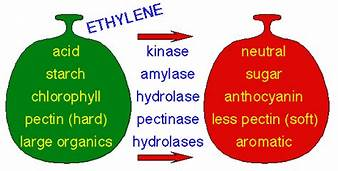 ETHYLENE
acid kinase neutral
starch amylase sugar
chlorophyll hydrolase anthocyanin
pectin (hard) pectinase less pectin (soft)
large organics hydrolases aromatic